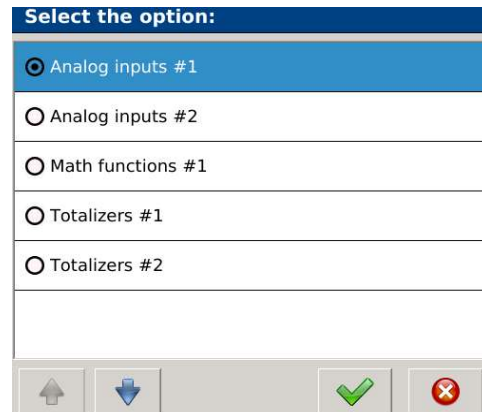 Select the option:
Analog inputs #1
Analog inputs #2
Math functions #1
Totalizers #1
Totalizers #2